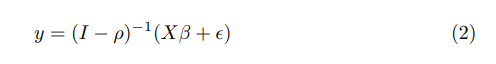 y = (I − ρ)⁻¹(Xβ + ϵ) (2)